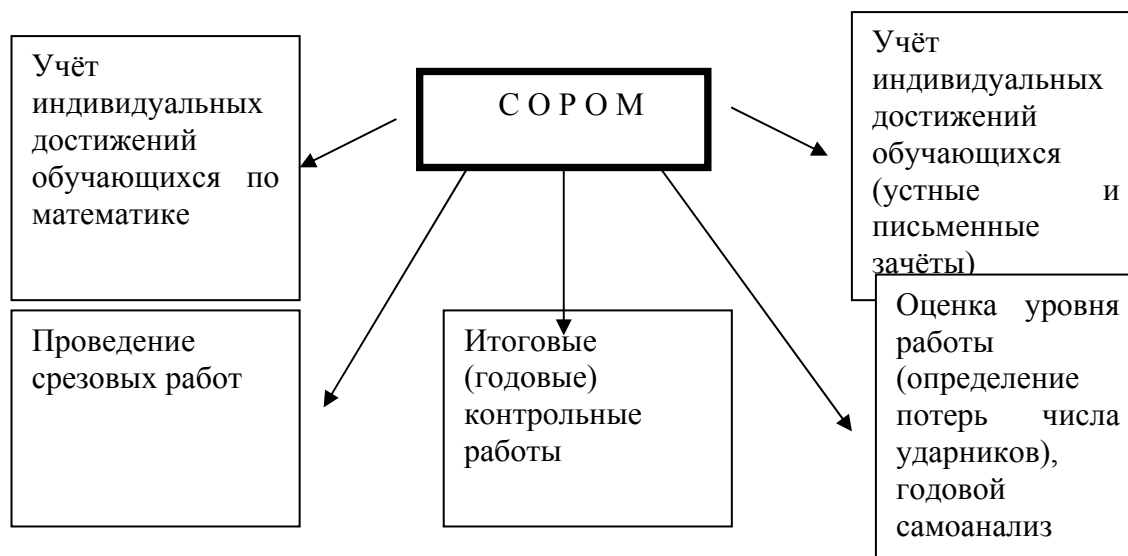 Учёт
индивидуальных
достижений
обучающихся по
математике
С О Р О М
Учёт
индивидуальных
достижений
обучающихся
(устные и
письменные
зачёты)
Проведение
срезовых работ
Итоговые
(годовые)
контрольные
работы
Оценка уровня
работы
(определение
потерь числа
ударников),
годовой
самоанализ